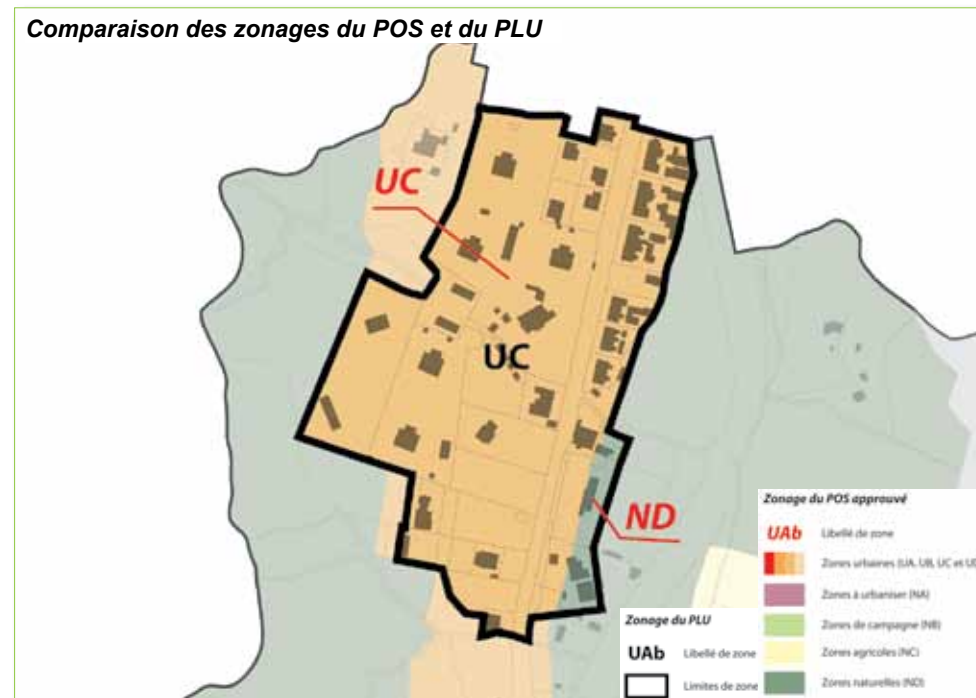 Comparaison des zonages du POS et du PLU
UC
UC
ND
Zonage du POS approuvé
UAb Libellé de zone
Zones urbaines (UA, UB, UC et UD
Zones à urbaniser (NA)
Zones de campagne (NB)
Zones agricoles (NC)
Zones naturelles (ND)
Zonage du PLU
UAb Libellé de zone
Limites de zone